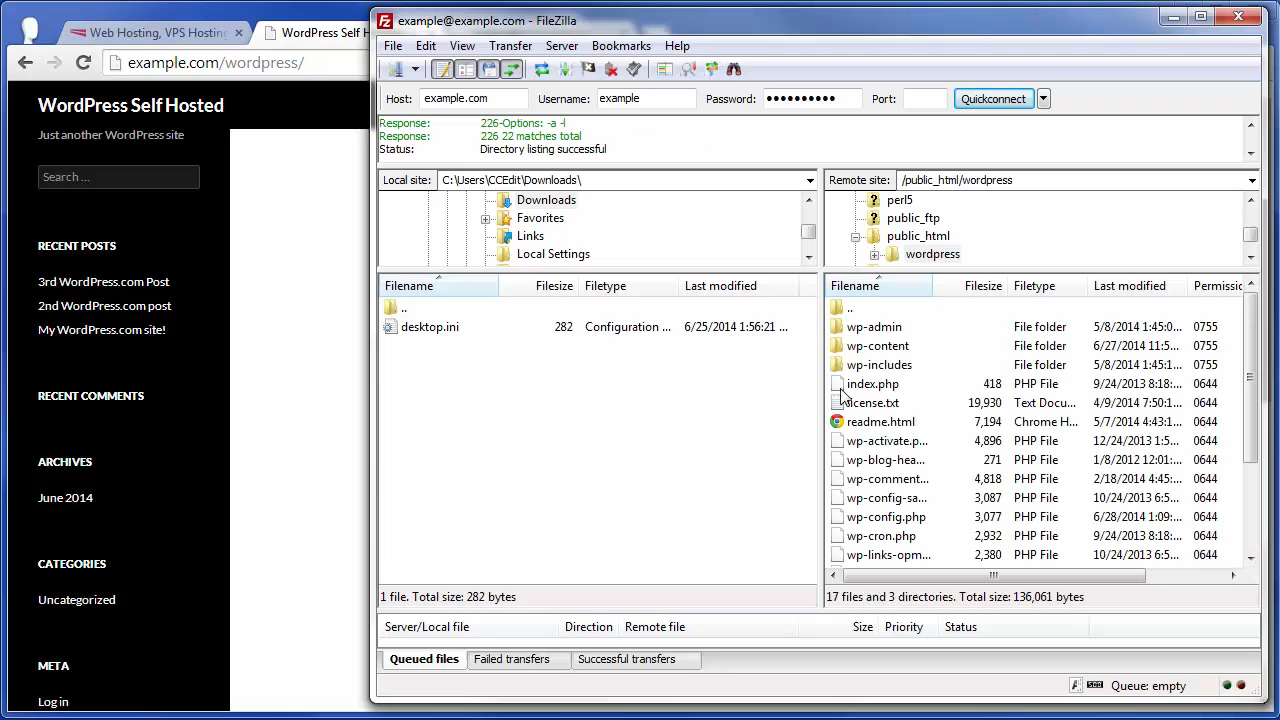 Web Hosting, VPS Hosting
WordPress Self H
example.com/wordpress/
WordPress Self Hosted
Just another WordPress site
Search ...
RECENT POSTS
3rd WordPress.com Post
2nd WordPress.com post
My WordPress.com site!
RECENT COMMENTS
ARCHIVES
June 2014
CATEGORIES
Uncategorized
META
Log in
example@example.com - FileZilla
File Edit View Transfer Server Bookmarks Help
Host: example.com Username: example Password: •••••••••• Port: Quickconnect
Response: 226-Options: -a -l
Response: 226 22 matches total
Status: Directory listing successful
Local site: C:\Users\CCEdit\Downloads\
Downloads
Favorites
Links
Local Settings
Filename Filesize Filetype Last modified
..
desktop.ini 282 Configuration ... 6/25/2014 1:56:21 ...
1 file. Total size: 282 bytes
Remote site: /public_html/wordpress
perl5
public_ftp
public_html
wordpress
Filename Filesize Filetype Last modified Permissic
..
wp-admin File folder 5/8/2014 1:45:0... 0755
wp-content File folder 6/27/2014 11:5... 0755
wp-includes File folder 5/8/2014 1:45:1... 0755
index.php 418 PHP File 9/24/2013 8:18:... 0644
license.txt 19,930 Text Docu... 4/9/2014 7:50:1... 0644
readme.html 7,194 Chrome H... 5/7/2014 4:43:1... 0644
wp-activate.p... 4,896 PHP File 12/24/2013 1:5... 0644
wp-blog-hea... 271 PHP File 1/8/2012 12:01:... 0644
wp-comment... 4,818 PHP File 2/18/2014 4:45:... 0644
wp-config-sa... 3,087 PHP File 10/24/2013 6:5... 0644
wp-config.php 3,077 PHP File 6/28/2014 1:09:... 0644
wp-cron.php 2,932 PHP File 9/24/2013 8:18:... 0644
wp-links-opm... 2,380 PHP File 10/24/2013 6:5... 0644
17 files and 3 directories. Total size: 136,061 bytes
Server/Local file Direction Remote file Size Priority Status
Queued files Failed transfers Successful transfers
Queue: empty